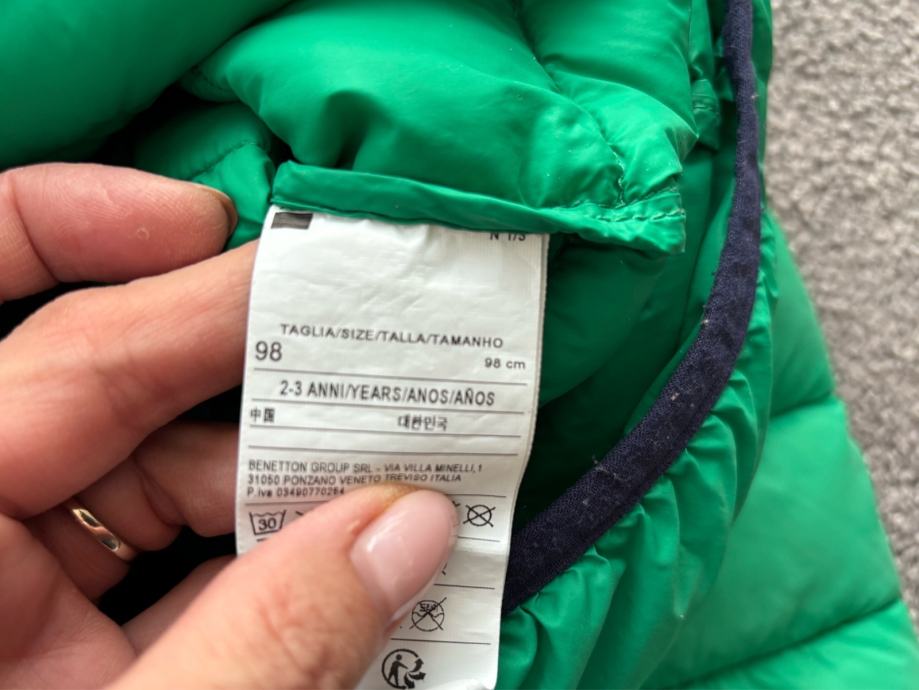 N 1/3
TAGLIA/SIZE/TALLA/TAMANHO
98 98 cm
2-3 ANNI/YEARS/ANOS/AÑOS
中国 대한민국
BENETTON GROUP SRL - VIA VILLA MINELLI,1
31050 PONZANO VENETO TREVISO ITALIA
P.Iva 03490770264
30